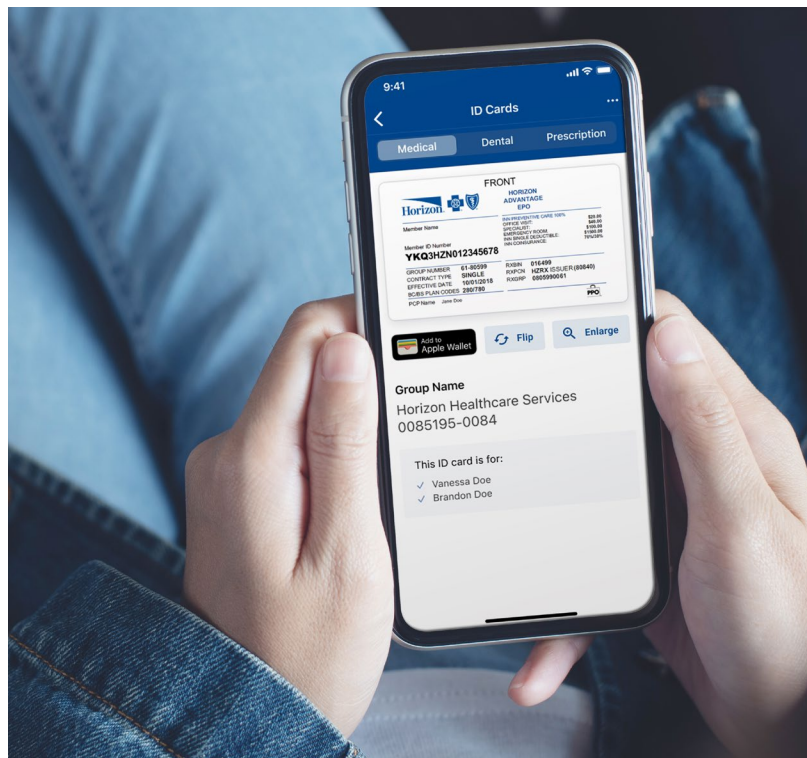 9:41
ID Cards
Medical Dental Prescription
FRONT
Horizon
HORIZON
ADVANTAGE
EPO
Member Name
Member ID Number
YKQ3HZN012345678
INN PREVENTIVE CARE 100%
OFFICE VISIT: $20.00
SPECIALIST: $40.00
EMERGENCY ROOM: $100.00
INN SINGLE DEDUCTIBLE: $1500.00
INN COINSURANCE: 70%/30%
GROUP NUMBER 61-80599
CONTRACT TYPE SINGLE
EFFECTIVE DATE 10/01/2018
BC/BS PLAN CODES 280/780
RXBIN 016499
RXPCN HZRX ISSUER(80840)
RXGRP 0805990061
PCP Name Jane Doe
PPO
Add to
Apple Wallet
Flip
Enlarge
Group Name
Horizon Healthcare Services
0085195-0084
This ID card is for:
✓ Vanessa Doe
✓ Brandon Doe